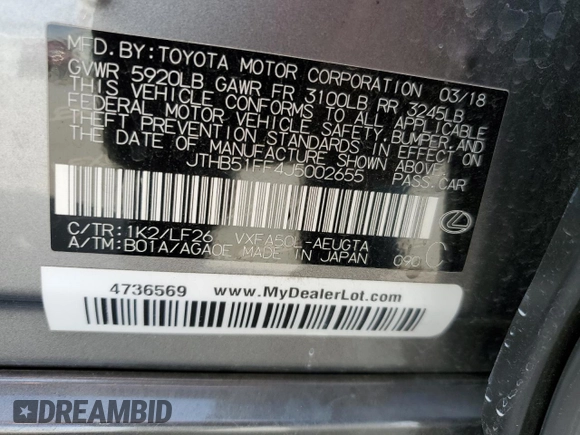 MFD.BY: TOYOTA MOTOR CORPORATION 03/18
GVWR 5920LB GAWR FR 3100LB RR 3245LB
THIS VEHICLE CONFORMS TO ALL APPLICABLE
FEDERAL MOTOR VEHICLE SAFETY, BUMPER, AND
THEFT PREVENTION STANDARDS IN EFFECT ON
THE DATE OF MANUFACTURE SHOWN ABOVE.
JTHB51FF4J5002655 PASS.CAR
C/TR:1K2/LF26 VXFA50L-AEUGTA
A/TM:B01A/AGA0E MADE IN JAPAN 090
4736569 www.MyDealerLot.com
DREAMBID